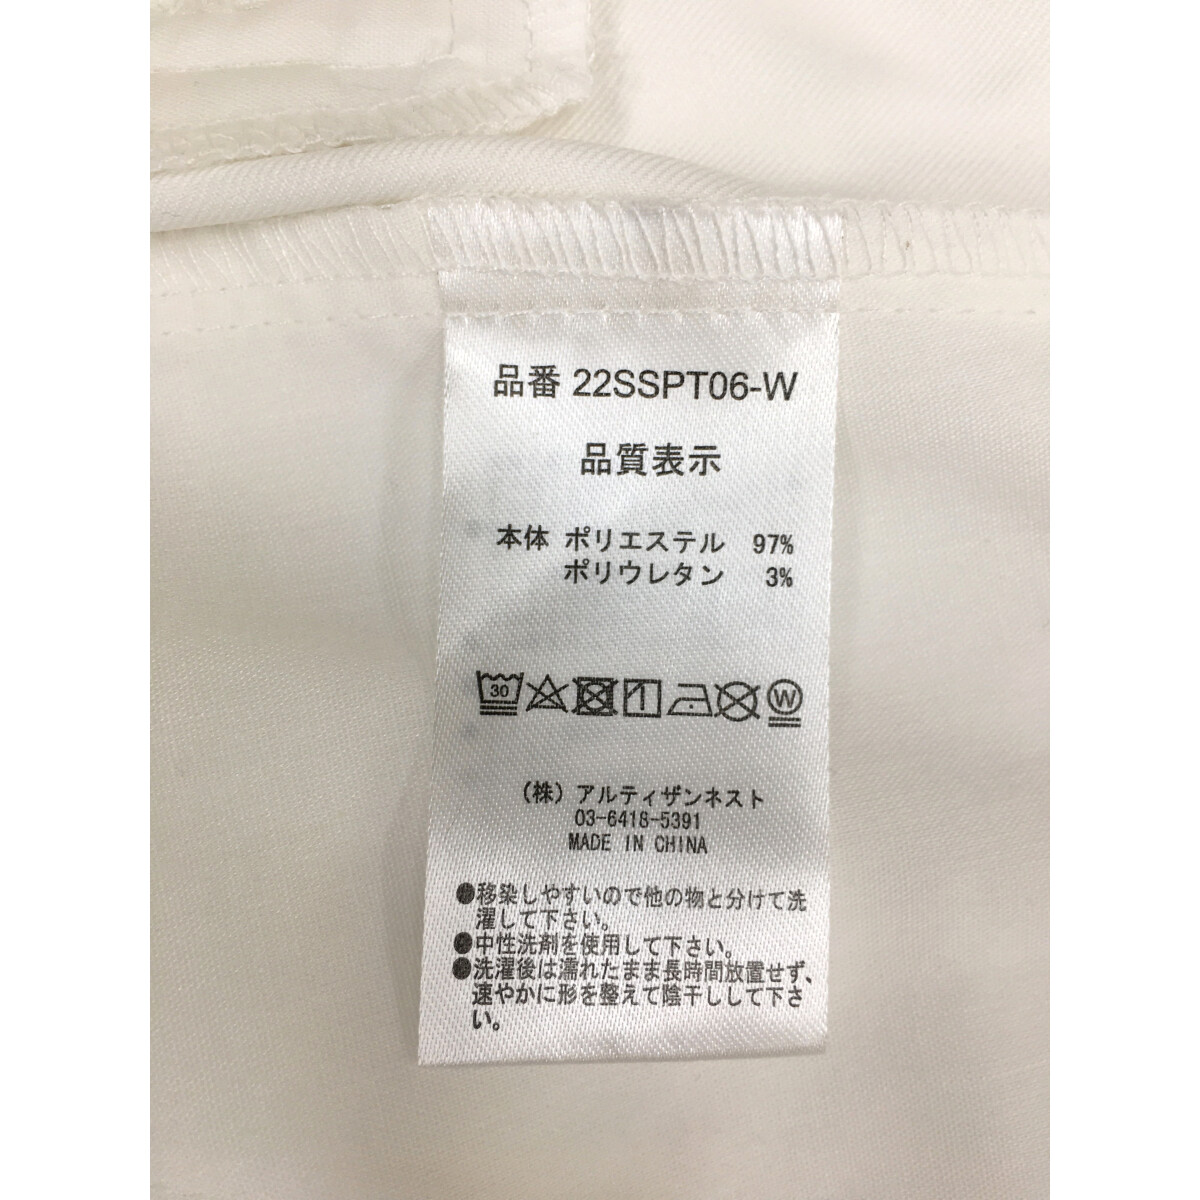 品番 22SSPT06-W
品質表示
本体 ポリエステル 97%
ポリウレタン 3%
30 W
(株) アルティザンネスト
03-6418-5391
MADE IN CHINA
●移染しやすいので他の物と分けて洗
濯して下さい。
●中性洗剤を使用して下さい。
●洗濯後は濡れたまま長時間放置せず、
速やかに形を整えて陰干しして下さ
い。